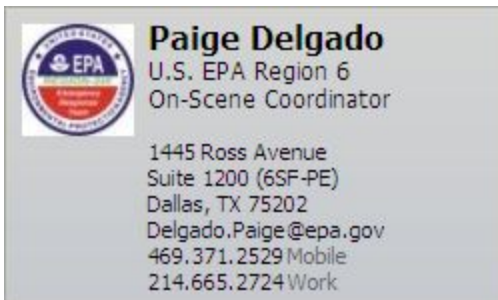 EPA
Paige Delgado
U.S. EPA Region 6
On-Scene Coordinator
1445 Ross Avenue
Suite 1200 (6SF-PE)
Dallas, TX 75202
Delgado.Paige@epa.gov
469.371.2529 Mobile
214.665.2724 Work